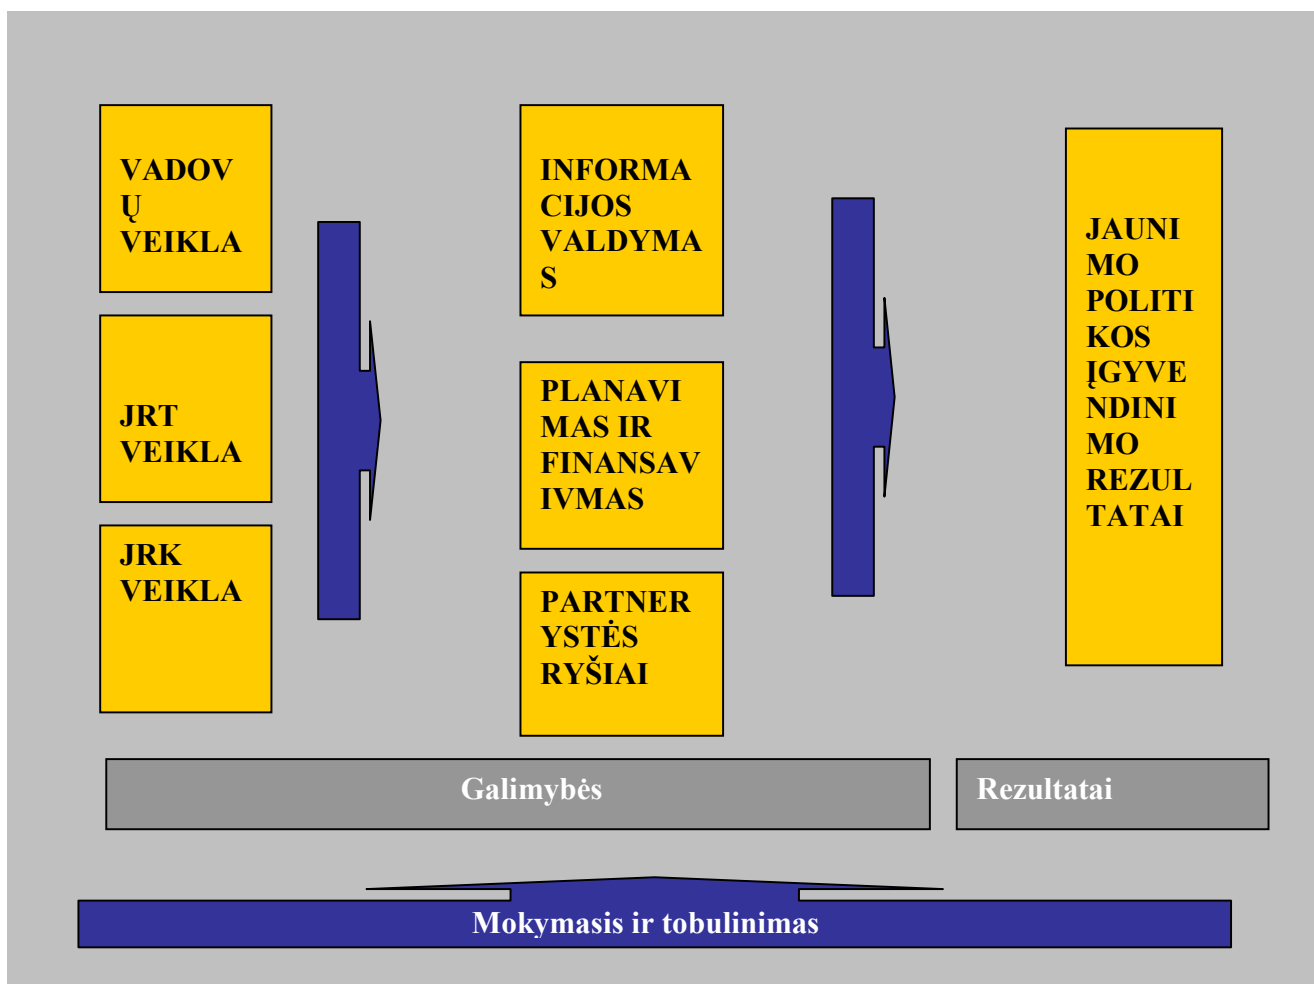 VADOV
Ų
VEIKLA
JRT
VEIKLA
JRK
VEIKLA
INFORMA
CIJOS
VALDYMA
S
PLANAVI
MAS IR
FINANSAV
IVMAS
PARTNER
YSTĖS
RYŠIAI
JAUNI
MO
POLITI
KOS
ĮGYVE
NDINI
MO
REZUL
TATAI
Galimybės
Rezultatai
Mokymasis ir tobulinimas